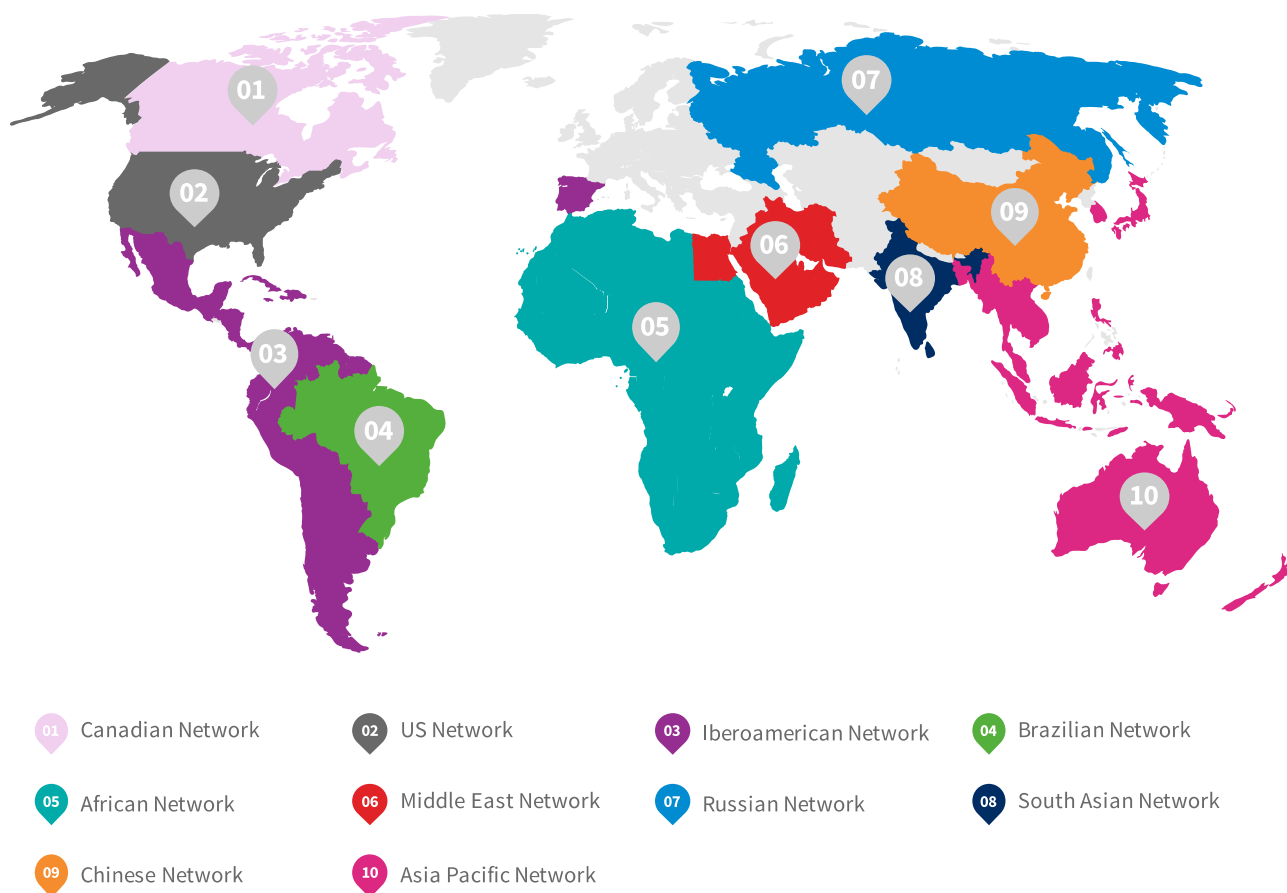 01
02
03
04
05
06
07
08
09
10
01 Canadian Network
02 US Network
03 Iberoamerican Network
04 Brazilian Network
05 African Network
06 Middle East Network
07 Russian Network
08 South Asian Network
09 Chinese Network
10 Asia Pacific Network